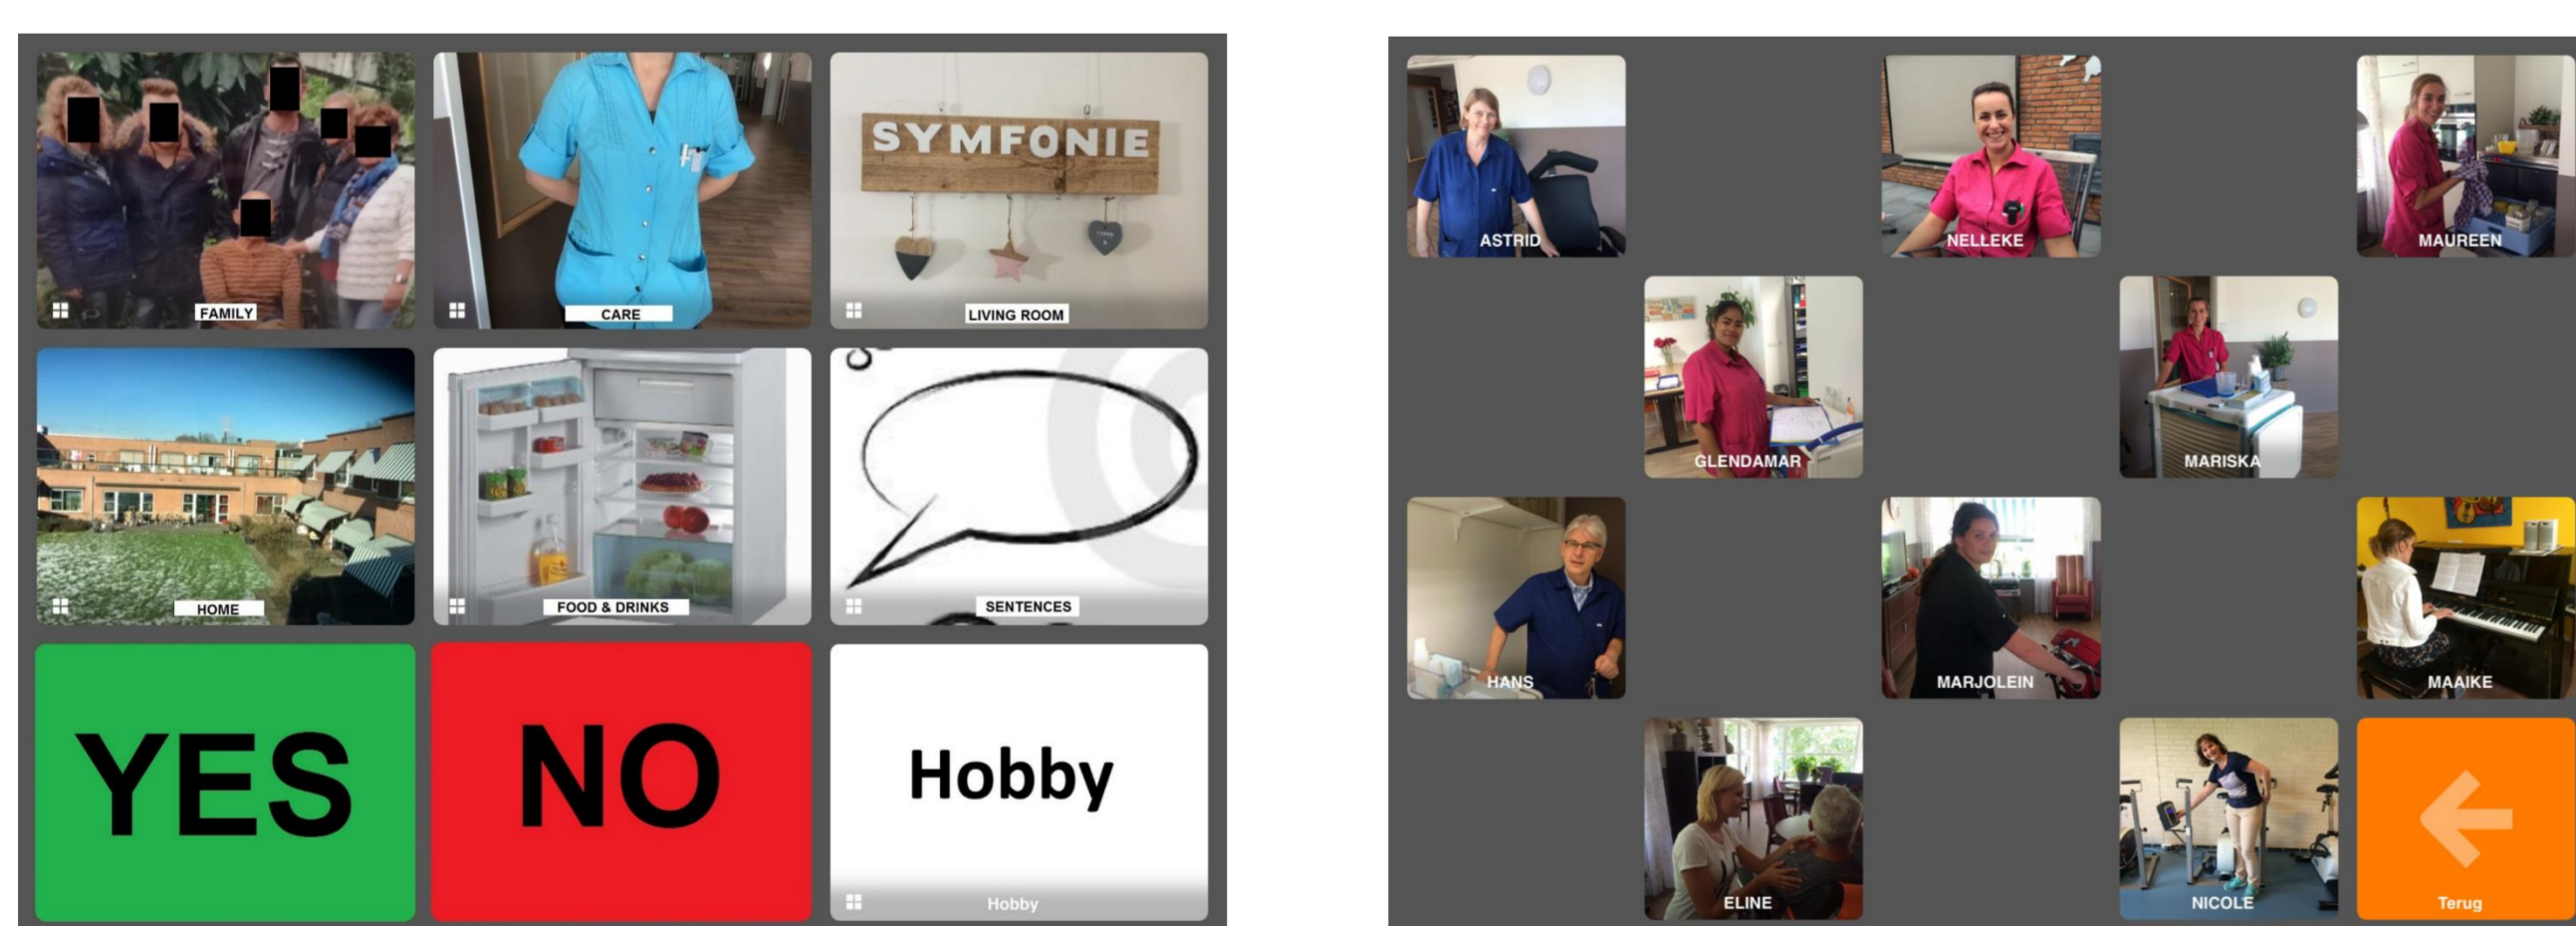 FAMILY
CARE
SYMFONIE
LIVING ROOM
HOME
FOOD & DRINKS
SENTENCES
YES
NO
Hobby
Hobby
ASTRID
NELLEKE
MAUREEN
GLENDAMAR
MARISKA
HANS
MARJOLEIN
MAAIKE
ELINE
NICOLE
Terug